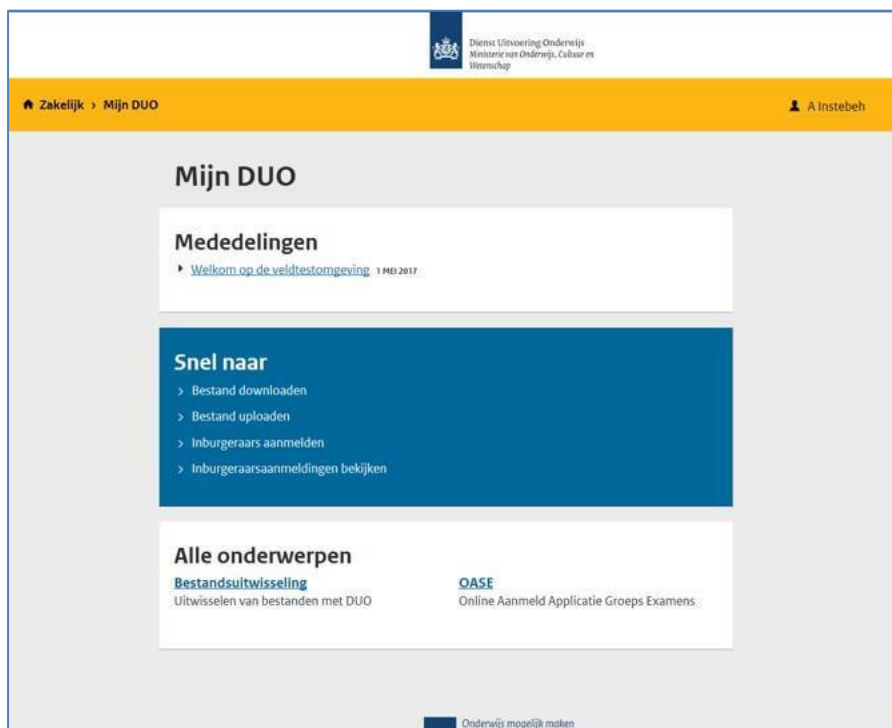 Dienst Uitvoering Onderwijs
Ministerie van Onderwijs, Cultuur en
Wetenschap
Zakelijk › Mijn DUO
A Instebeh
Mijn DUO
Mededelingen
Welkom op de veldtestomgeving 1 MEI 2017
Snel naar
› Bestand downloaden
› Bestand uploaden
› Inburgeraars aanmelden
› Inburgeraarsaanmeldingen bekijken
Alle onderwerpen
Bestandsuitwisseling
Uitwisselen van bestanden met DUO
OASE
Online Aanmeld Applicatie Groeps Examens
Onderwijs mogelijk maken